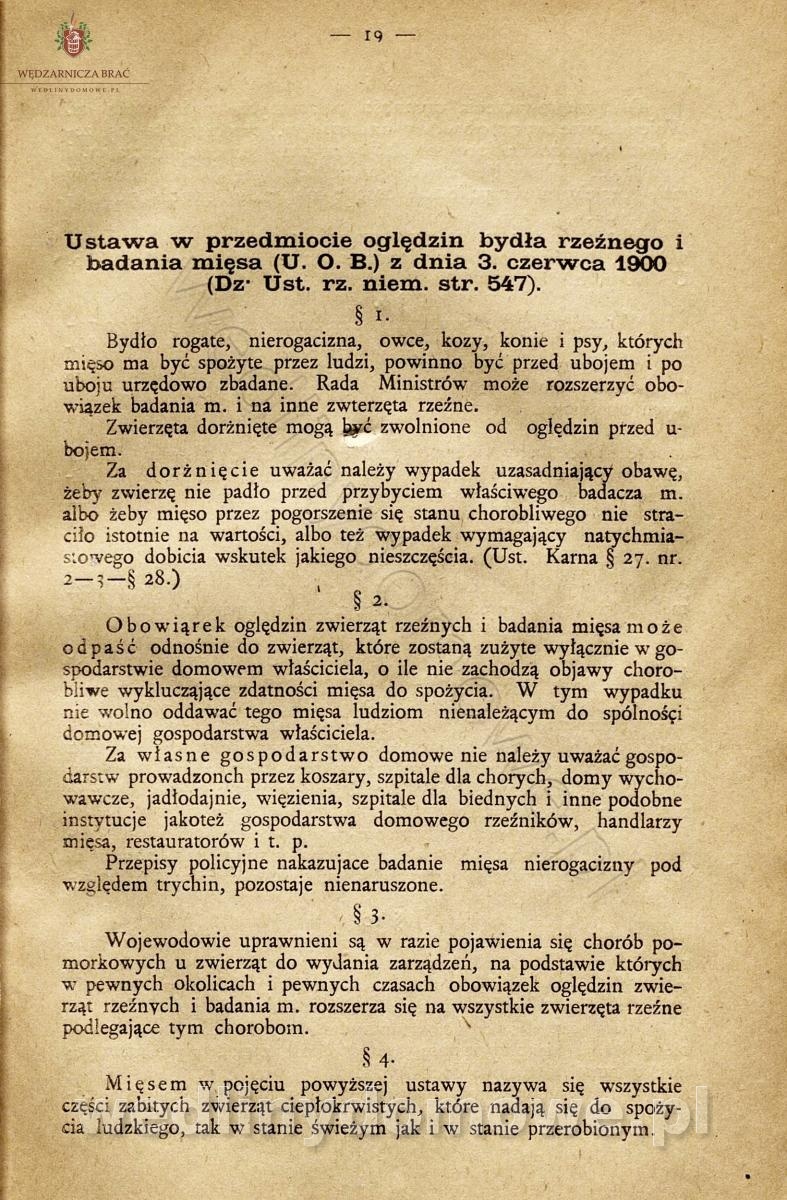 — 19 —
WĘDZARNICZA BRAĆ
WEDLINYDOMOWE.PL
Ustawa w przedmiocie oględzin bydła rzeźnego i
badania mięsa (U. O. B.) z dnia 3. czerwca 1900
(Dz· Ust. rz. niem. str. 547).
§ 1.
Bydło rogate, nierogacizna, owce, kozy, konie i psy, których
mięso ma być spożyte przez ludzi, powinno być przed ubojem i po
uboju urzędowo zbadane. Rada Ministrów może rozszerzyć obo-
wiązek badania m. i na inne zwterzęta rzeźne.
Zwierzęta dorżnięte mogą być zwolnione od oględzin przed u-
bojem.
Za dorżnięcie uważać należy wypadek uzasadniający obawę,
żeby zwierzę nie padło przed przybyciem właściwego badacza m.
albo żeby mięso przez pogorszenie się stanu chorobliwego nie stra-
ciło istotnie na wartości, albo też wypadek wymagający natychmia-
stowego dobicia wskutek jakiego nieszczęścia. (Ust. Karna § 27. nr.
2—3—§ 28.)
§ 2.
Obowiąrek oględzin zwierząt rzeźnych i badania mięsa może
odpaść odnośnie do zwierząt, które zostaną zużyte wyłącznie w go-
spodarstwie domowem właściciela, o ile nie zachodzą objawy choro-
bliwe wykluczające zdatności mięsa do spożycia. W tym wypadku
nie wolno oddawać tego mięsa ludziom nienależącym do spólnośçi
domowej gospodarstwa właściciela.
Za własne gospodarstwo domowe nie należy uważać gospo-
darstw prowadzonch przez koszary, szpitale dla chorych, domy wycho-
wawcze, jadłodajnie, więzienia, szpitale dla biednych i inne podobne
instytucje jakoteż gospodarstwa domowego rzeźników, handlarzy
mięsa, restauratorów i t. p.
Przepisy policyjne nakazujace badanie mięsa nierogacizny pod
względem trychin, pozostaje nienaruszone.
§ 3.
Wojewodowie uprawnieni są w razie pojawienia się chorób po-
morkowych u zwierząt do wydania zarządzeń, na podstawie których
w pewnych okolicach i pewnych czasach obowiązek oględzin zwie-
rząt rzeźnych i badania m. rozszerza się na wszystkie zwierzęta rzeźne
podlegające tym chorobom.
§ 4.
Mięsem w pojęciu powyższej ustawy nazywa się wszystkie
części zabitych zwierząt ciepłokrwistych, które nadają się do spoży-
cia ludzkiego, tak w stanie świeżym jak i w stanie przerobionym.